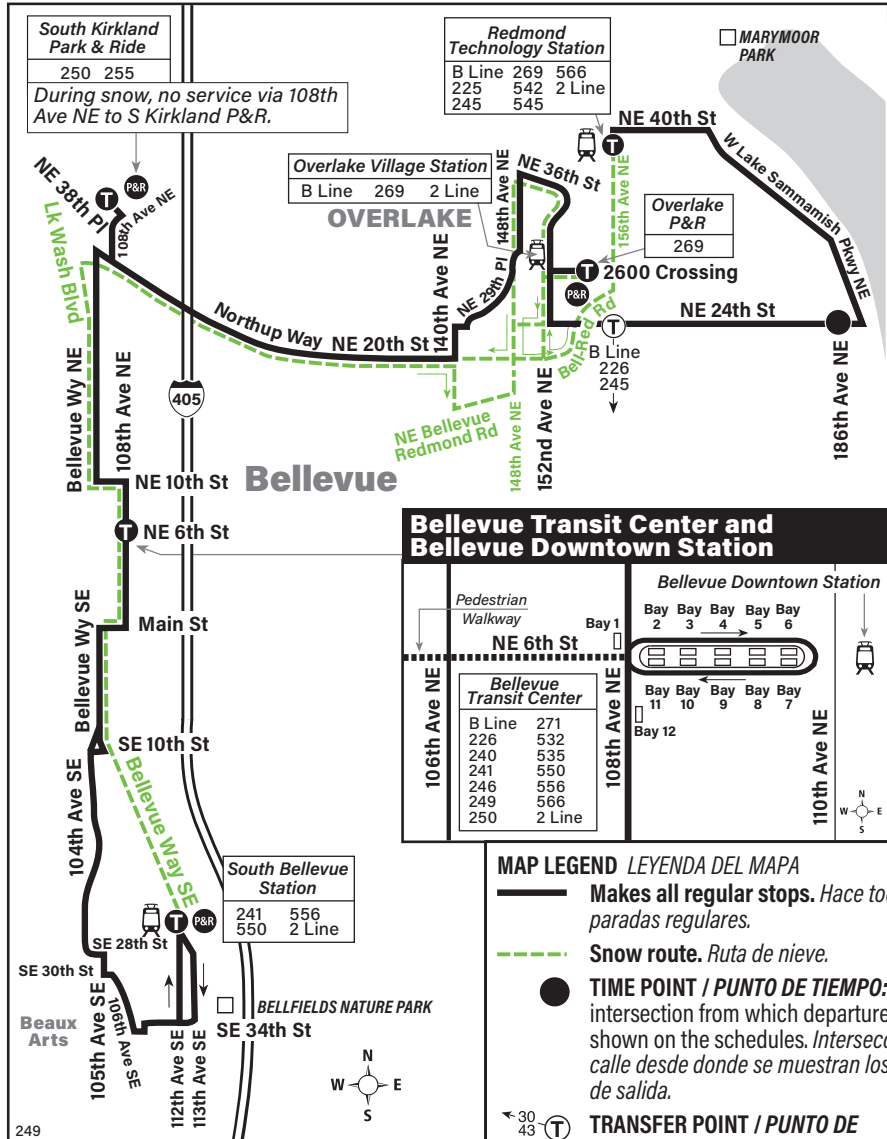 South Kirkland
Park & Ride
250 255
During snow, no service via 108th
Ave NE to S Kirkland P&R.
Redmond
Technology Station
B Line 269 566
225 542 2 Line
245 545
MARYMOOR
PARK
NE 40th St
W Lake Sammamish Pkwy NE
T
P&R
NE 38th Pl
108th Ave NE
Lk Wash Blvd
Overlake Village Station
B Line 269 2 Line
OVERLAKE
148th Ave NE
NE 36th St
156th Ave NE
T
Overlake
P&R
269
T
2600 Crossing
P&R
140th Ave NE
NE 29th Pl
Northup Way
NE 20th St
NE 24th St
Bell-Red Rd
T
B Line
226
245
186th Ave NE
NE Bellevue
Redmond Rd
148th Ave NE
152nd Ave NE
405
Bellevue Wy NE
108th Ave NE
NE 10th St
Bellevue
T
NE 6th St
Main St
Bellevue Wy SE
SE 10th St
104th Ave SE
Bellevue Way SE
Bellevue Transit Center and
Bellevue Downtown Station
Bellevue Downtown Station
Pedestrian
Walkway
NE 6th St
Bay 1
Bay 2
Bay 3
Bay 4
Bay 5
Bay 6
Bay 11
Bay 10
Bay 9
Bay 8
Bay 7
Bay 12
106th Ave NE
108th Ave NE
110th Ave NE
Bellevue
Transit Center
B Line 271
226 532
240 535
241 550
246 556
249 566
250 2 Line
N
W E
S
South Bellevue
Station
241 556
550 2 Line
T
P&R
SE 28th St
SE 30th St
Beaux
Arts
105th Ave SE
106th Ave SE
BELLFIELDS NATURE PARK
SE 34th St
112th Ave SE
113th Ave SE
N
W E
S
249
MAP LEGEND LEYENDA DEL MAPA
Makes all regular stops. Hace
paradas regulares.
Snow route. Ruta de nieve.
TIME POINT / PUNTO DE TIEMPO:
intersection from which departure
shown on the schedules.
calle desde donde se muestran los
de salida.
30
43
T
TRANSFER POINT / PUNTO DE